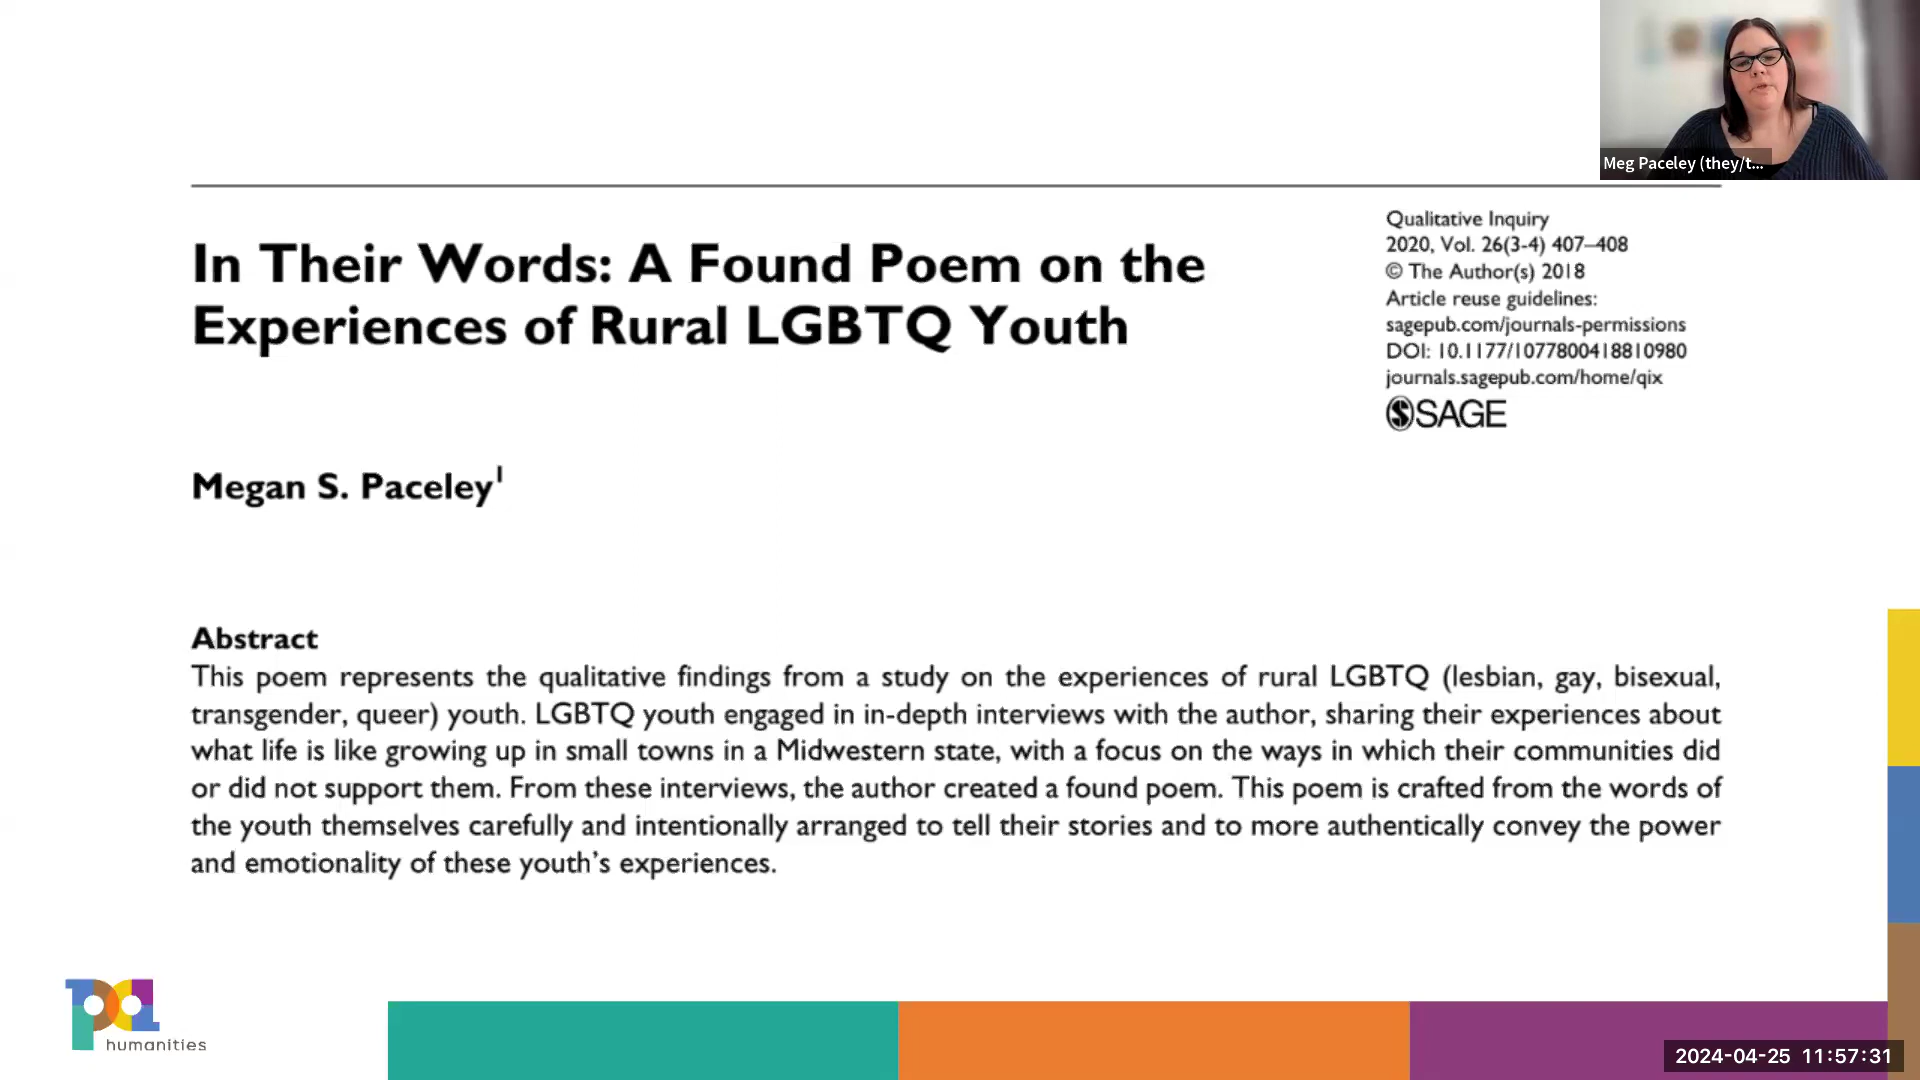 Meg Paceley (they/t...
In Their Words: A Found Poem on the
Experiences of Rural LGBTQ Youth
Qualitative Inquiry
2020, Vol. 26(3-4) 407–408
© The Author(s) 2018
Article reuse guidelines:
sagepub.com/journals-permissions
DOI: 10.1177/1077800418810980
journals.sagepub.com/home/qix
SAGE
Megan S. Paceley¹
Abstract
This poem represents the qualitative findings from a study on the experiences of rural LGBTQ (lesbian, gay, bisexual,
transgender, queer) youth. LGBTQ youth engaged in in-depth interviews with the author, sharing their experiences about
what life is like growing up in small towns in a Midwestern state, with a focus on the ways in which their communities did
or did not support them. From these interviews, the author created a found poem. This poem is crafted from the words of
the youth themselves carefully and intentionally arranged to tell their stories and to more authentically convey the power
and emotionality of these youth's experiences.
pa
humanities
2024-04-25 11:57:31